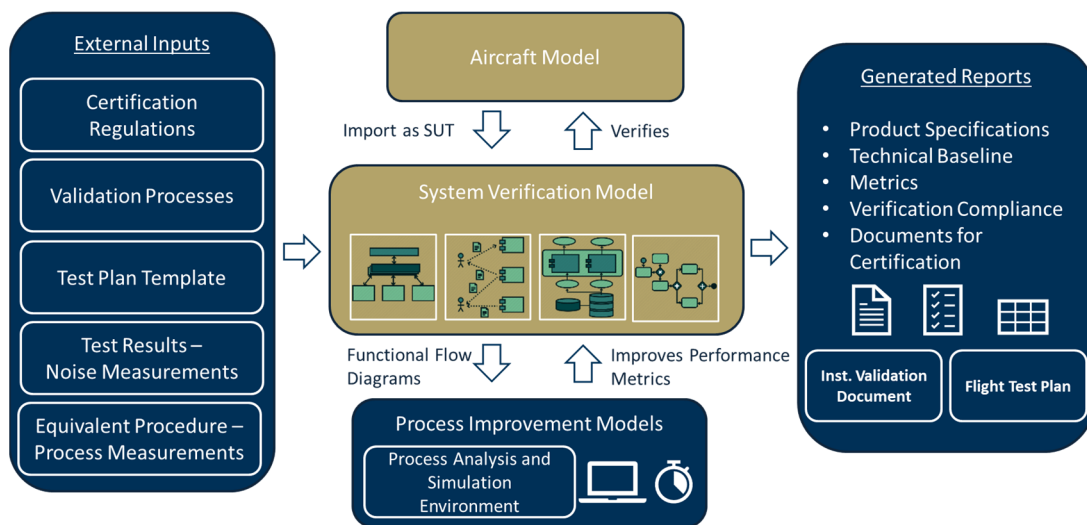 External Inputs
Certification
Regulations
Validation Processes
Test Plan Template
Test Results –
Noise Measurements
Equivalent Procedure –
Process Measurements
Aircraft Model
Import as SUT
Verifies
System Verification Model
Functional Flow
Diagrams
Improves Performance
Metrics
Process Improvement Models
Process Analysis and
Simulation
Environment
Generated Reports
• Product Specifications
• Technical Baseline
• Metrics
• Verification Compliance
• Documents for
Certification
Inst. Validation
Document
Flight Test Plan